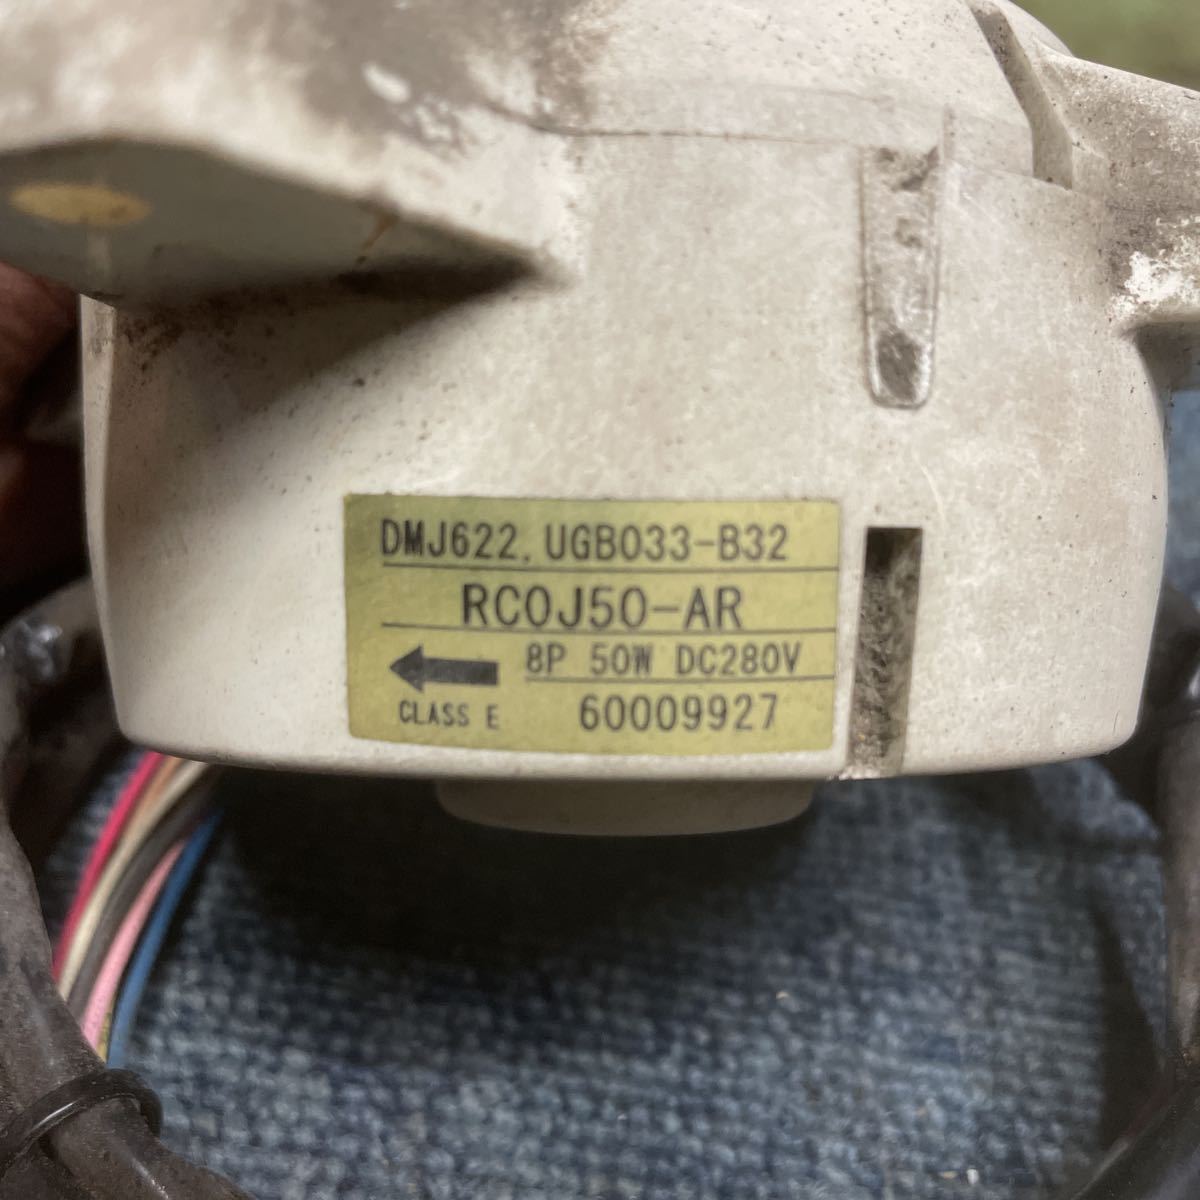 DMJ622, UGB033-B32
RC0J50-AR
8P 50W DC280V
CLASS E 60009927